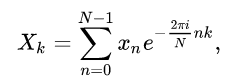 X_k = \sum_{n=0}^{N-1} x_n e^{-\frac{2\pi i}{N} nk},